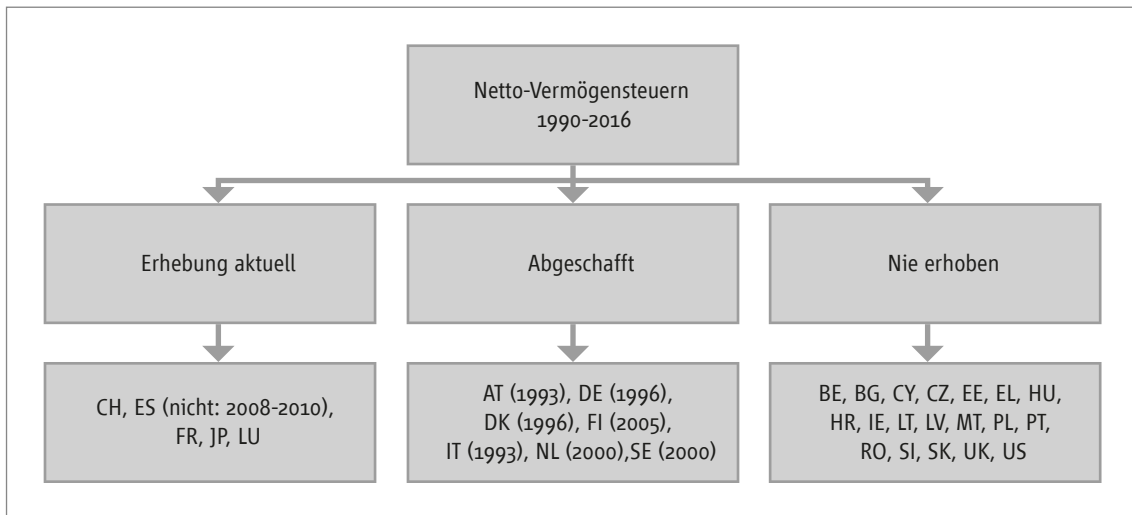 Netto-Vermögensteuern
1990-2016
Erhebung aktuell
Abgeschafft
Nie erhoben
CH, ES (nicht: 2008-2010),
FR, JP, LU
AT (1993), DE (1996),
DK (1996), FI (2005),
IT (1993), NL (2000),SE (2000)
BE, BG, CY, CZ, EE, EL, HU,
HR, IE, LT, LV, MT, PL, PT,
RO, SI, SK, UK, US